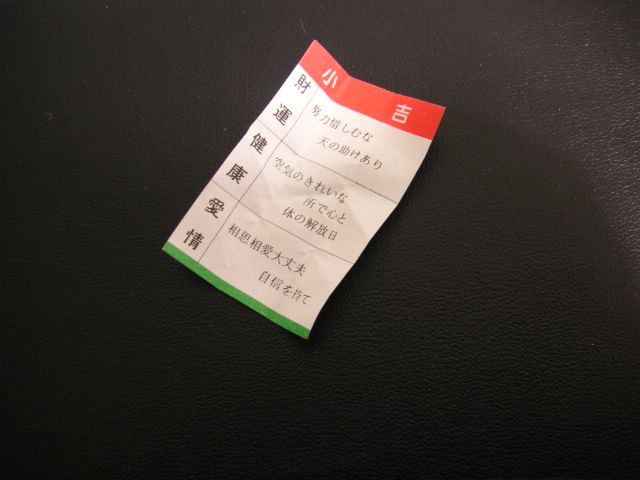 小吉
財運
努力惜しむな
天の助けあり
健康
空気のきれいな
所で心と
体の解放日
愛情
相思相愛大丈夫
自信を持て